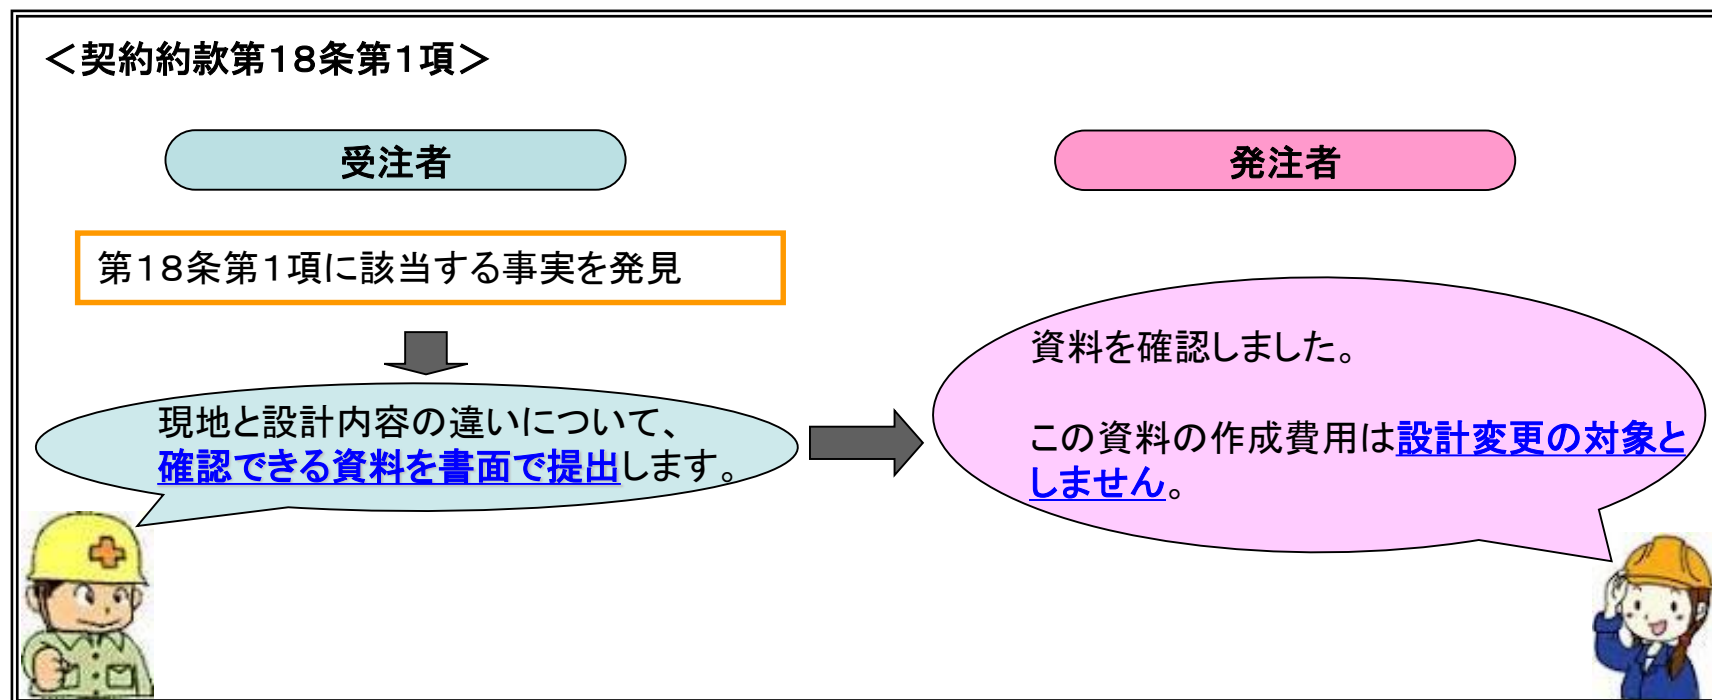 ＜契約約款第１８条第１項＞
受注者
発注者
第１８条第１項に該当する事実を発見
現地と設計内容の違いについて、
確認できる資料を書面で提出します。
資料を確認しました。
この資料の作成費用は設計変更の対象と
しません。